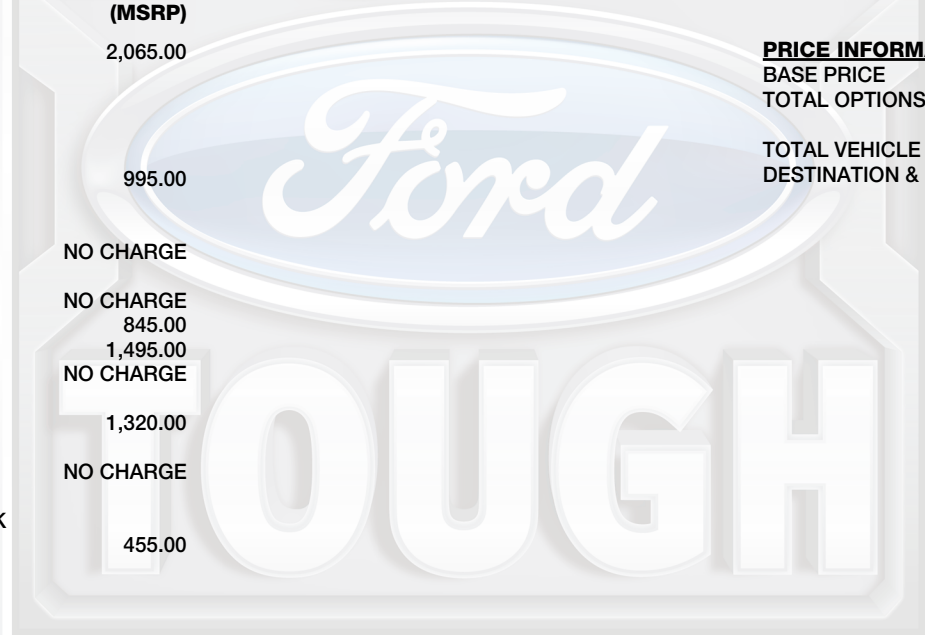 (MSRP)
2,065.00
995.00
NO CHARGE
NO CHARGE
845.00
1,495.00
NO CHARGE
1,320.00
NO CHARGE
K
455.00
PRICE INFORM
BASE PRICE
TOTAL OPTIONS
TOTAL VEHICLE
DESTINATION &
Ford
TOUGH